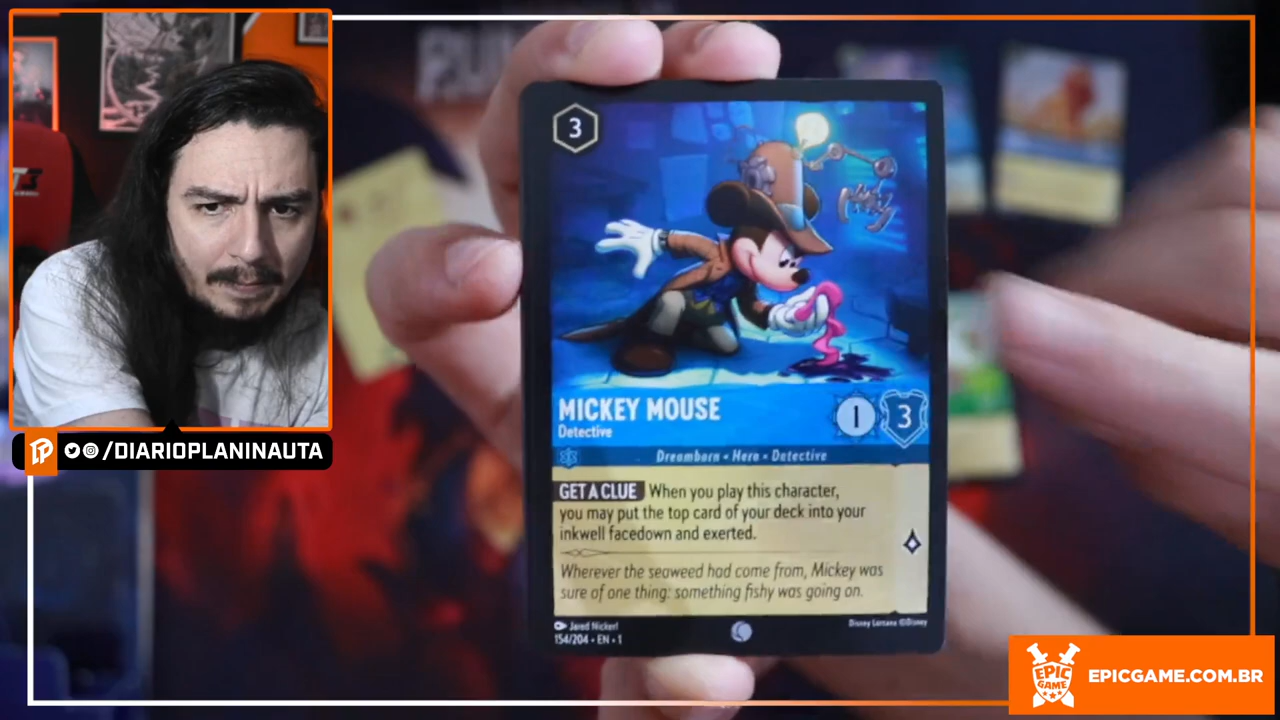 /DIARIOPLANINAUTA
3
MICKEY MOUSE
Detective
1
3
Dreamborn • Hero • Detective
GET A CLUE When you play this character,
you may put the top card of your deck into your
inkwell facedown and exerted.
Wherever the seaweed had come from, Mickey was
sure of one thing: something fishy was going on.
Jared Nickerl
154/204 • EN • 1
Disney Lorcana ©Disney
EPIC
GAME
EPICGAME.COM.BR